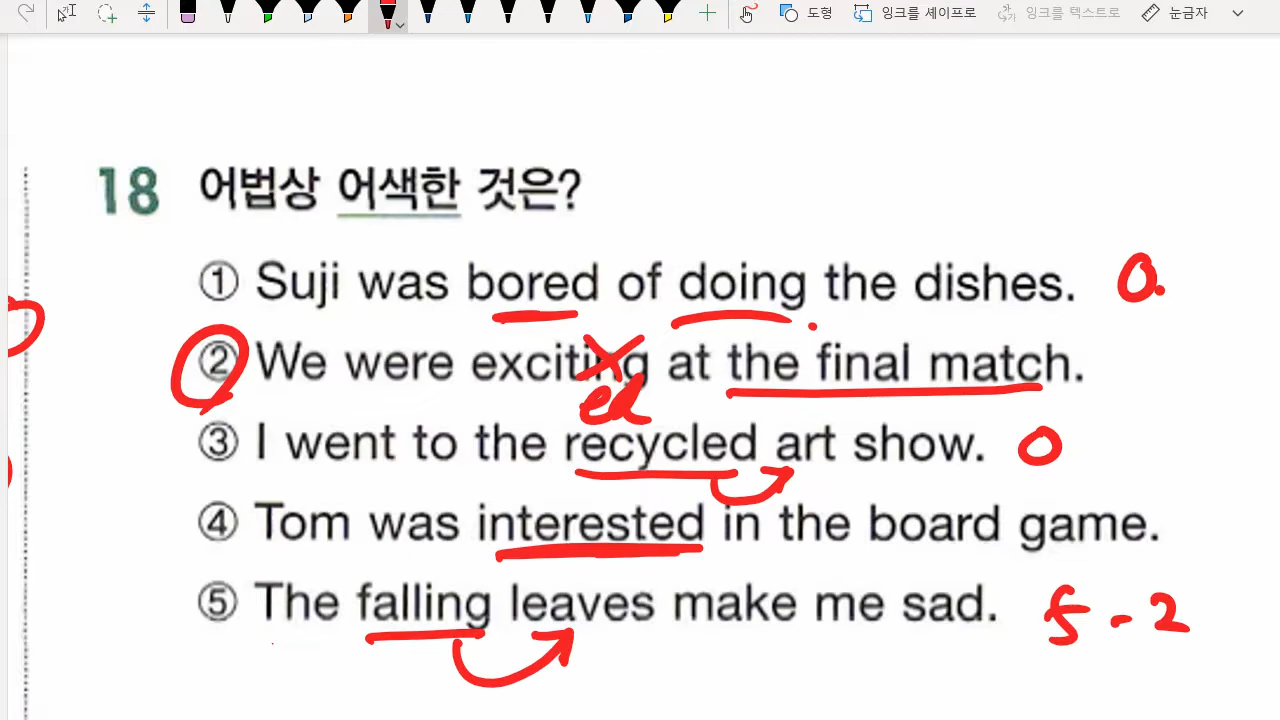 도형 잉크를 셰이프로 잉크를 텍스트로 눈금자
18 어법상 어색한 것은?
① Suji was bored of doing the dishes. O.
② We were exciting at the final match.
ed
③ I went to the recycled art show. O
④ Tom was interested in the board game.
⑤ The falling leaves make me sad. 5-2